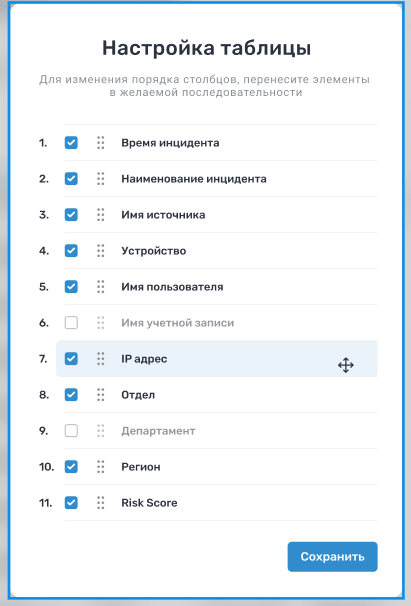 Настройка таблицы
Для изменения порядка столбцов, перенесите элементы
в желаемой последовательности
1. Время инцидента
2. Наименование инцидента
3. Имя источника
4. Устройство
5. Имя пользователя
6. Имя учетной записи
7. IP адрес
8. Отдел
9. Департамент
10. Регион
11. Risk Score
Сохранить